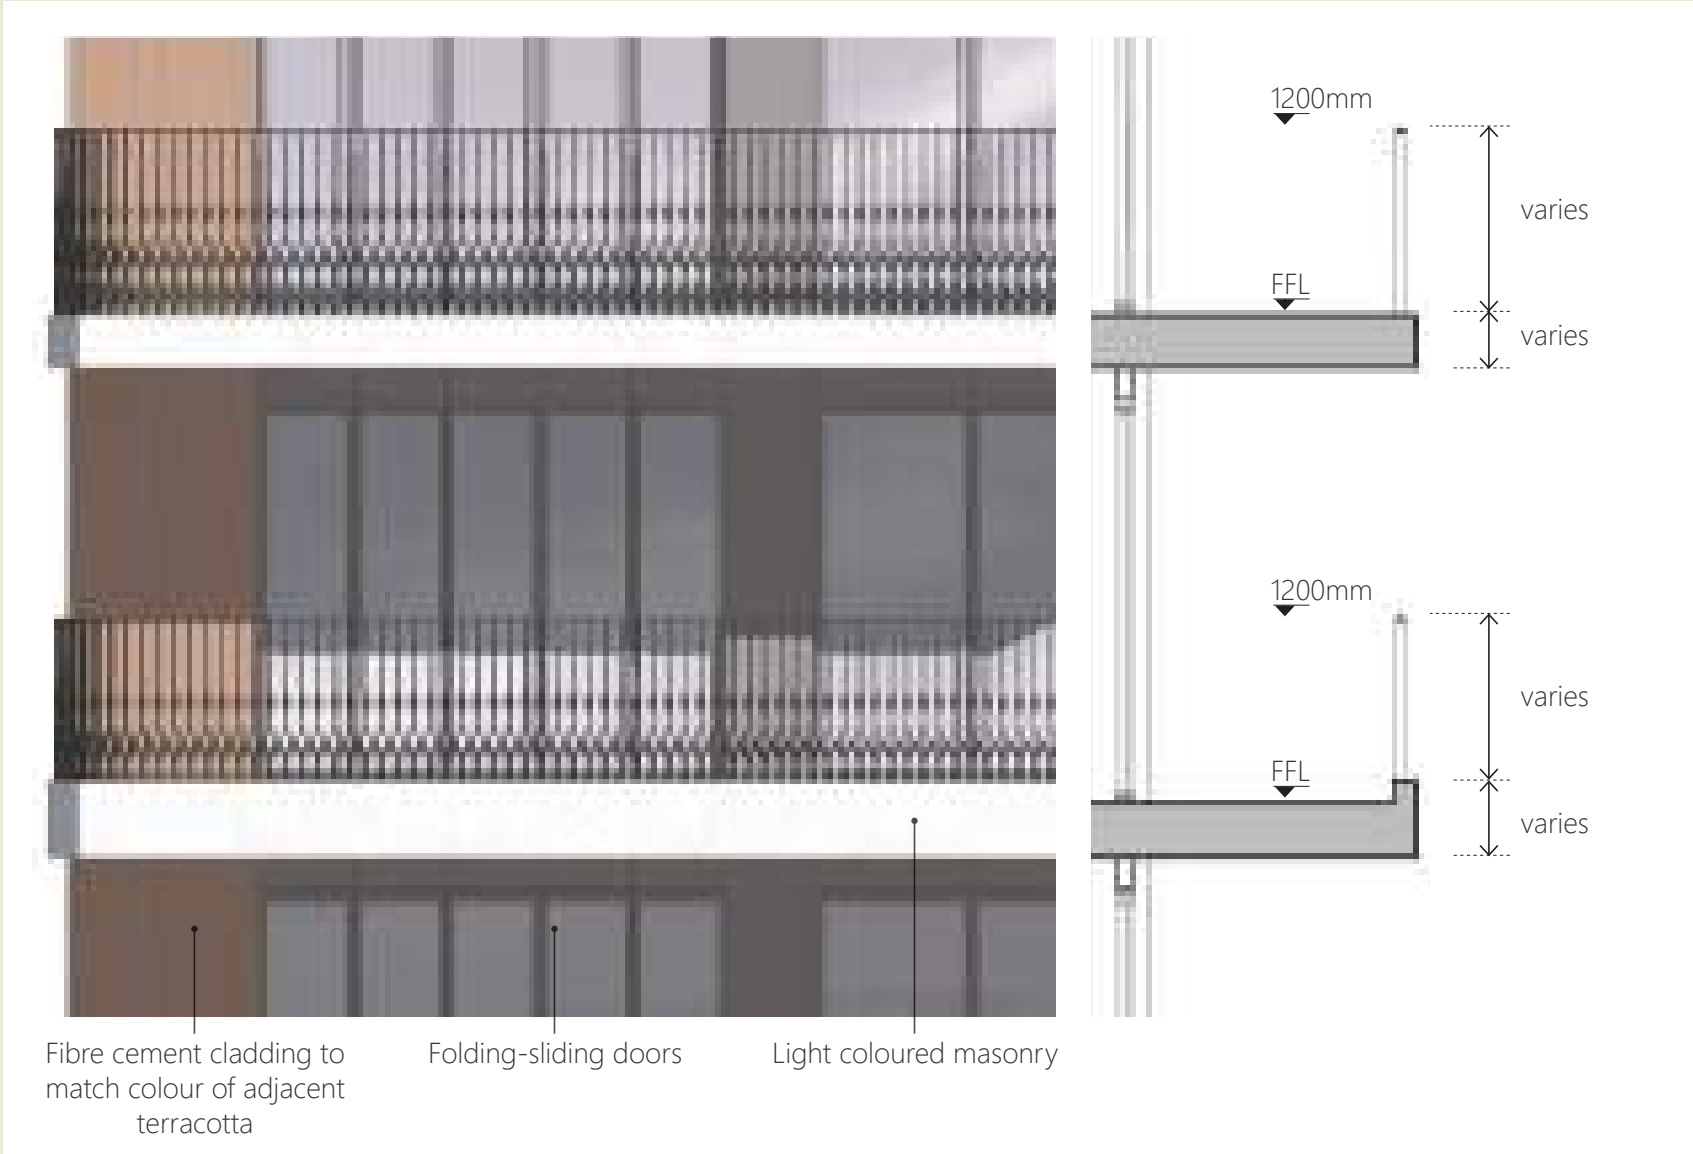 1200mm
varies
FFL
varies
1200mm
varies
FFL
varies
Fibre cement cladding to
match colour of adjacent
terracotta
Folding-sliding doors
Light coloured masonry